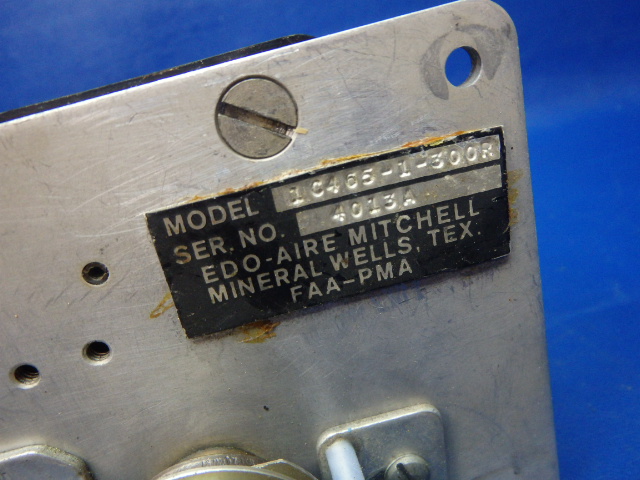 MODEL 1C465-1-300R
SER. NO. 4013A
EDO-AIRE MITCHELL
MINERAL WELLS, TEX.
FAA-PMA